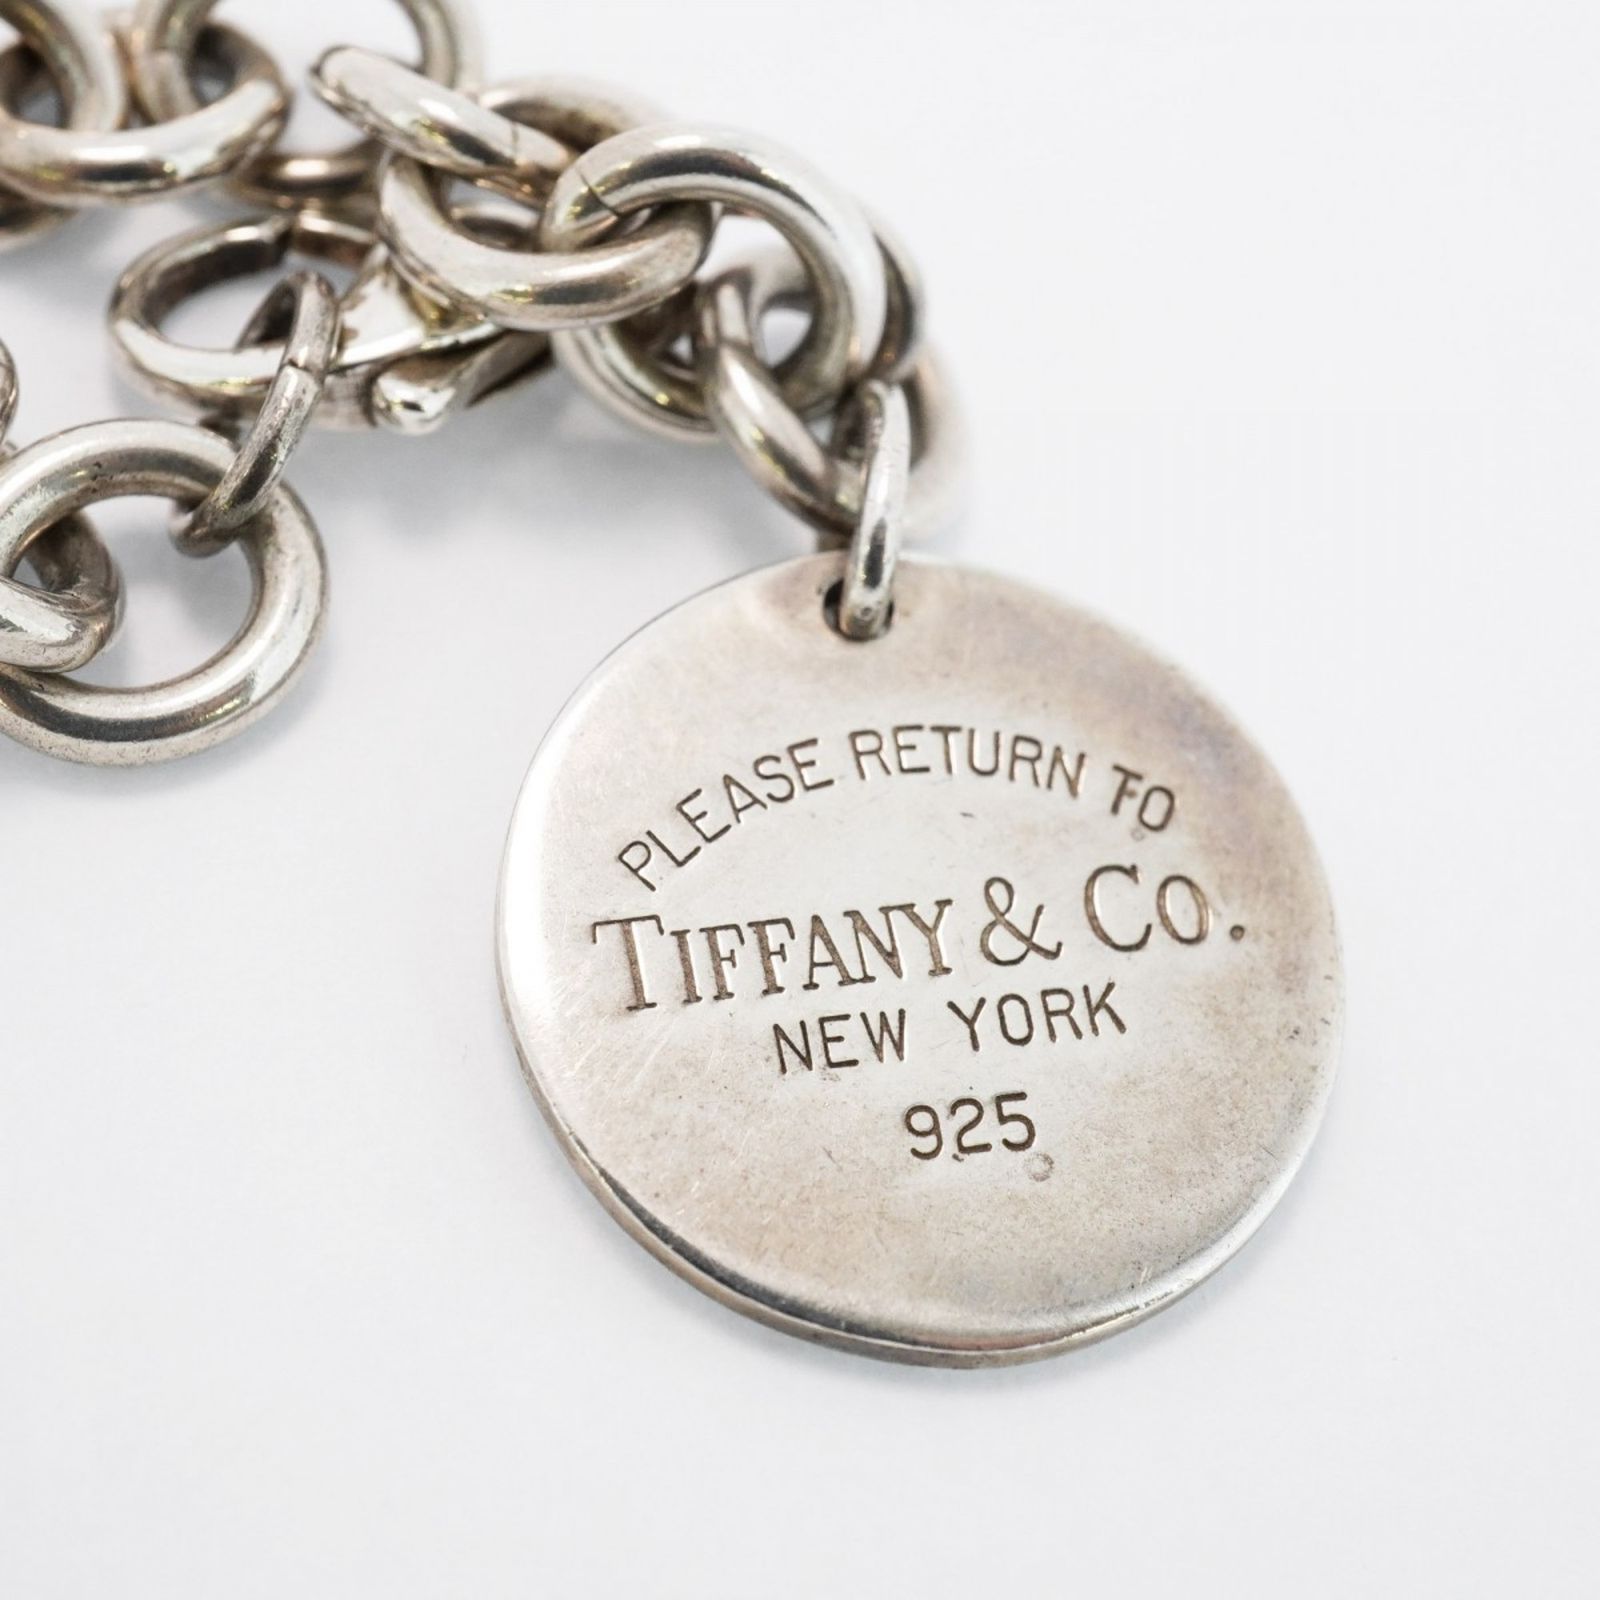 PLEASE RETURN TO
TIFFANY & CO.
NEW YORK
925